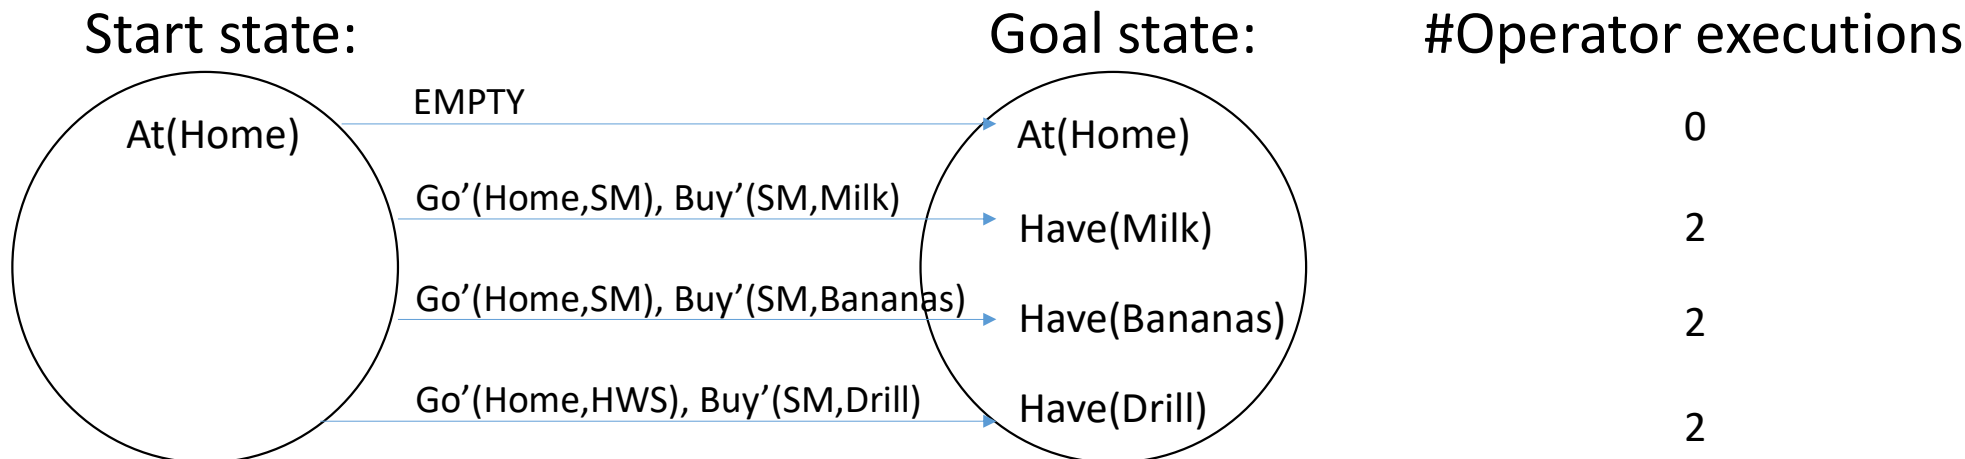 Start state:
Goal state:
#Operator executions
EMPTY
At(Home)
At(Home)
0
Go’(Home,SM), Buy’(SM,Milk)
Have(Milk)
2
Go’(Home,SM), Buy’(SM,Bananas)
Have(Bananas)
2
Go’(Home,HWS), Buy’(SM,Drill)
Have(Drill)
2